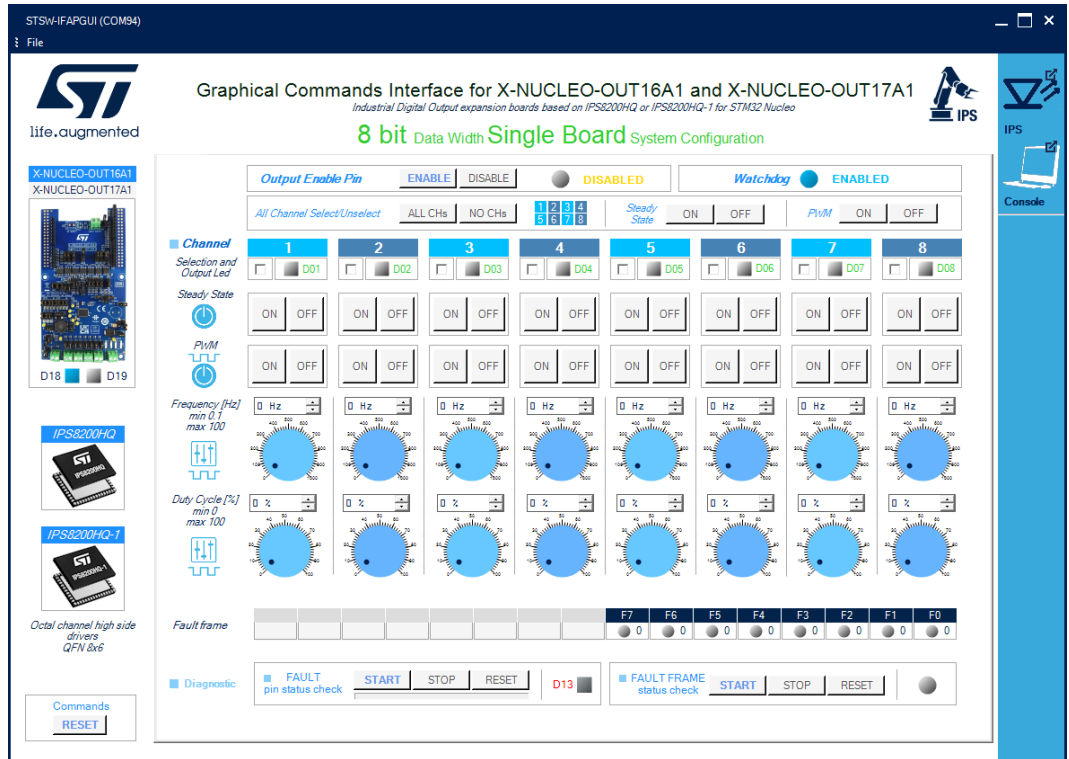 STSW-IFAPGUI (COM94)
File
life.augmented
Graphical Commands Interface for X-NUCLEO-OUT16A1 and X-NUCLEO-OUT17A1
Industrial Digital Output expansion boards based on IPS8200HQ or IPS8200HQ-1 for STM32 Nucleo
8 bit Data Width Single Board System Configuration
IPS
IPS
Console
X-NUCLEO-OUT16A1
X-NUCLEO-OUT17A1
D18 D19
IPS8200HQ
IPS8200HQ
IPS8200HQ-1
IPS8200HQ-1
Octal channel high side
drivers
QFN 8x6
Commands
RESET
Output Enable Pin ENABLE DISABLE DISABLED Watchdog ENABLED
All Channel Select/Unselect ALL CHs NO CHs 1 2 3 4 5 6 7 8 Steady State ON OFF PWM ON OFF
Channel 1 2 3 4 5 6 7 8
Selection and
Output Led D01 D02 D03 D04 D05 D06 D07 D08
Steady State
ON OFF ON OFF ON OFF ON OFF ON OFF ON OFF ON OFF ON OFF
PWM
ON OFF ON OFF ON OFF ON OFF ON OFF ON OFF ON OFF ON OFF
Frequency [Hz] 0 Hz 0 Hz 0 Hz 0 Hz 0 Hz 0 Hz 0 Hz 0 Hz
min 0,1
max 100
Duty Cycle [%] 0 % 0 % 0 % 0 % 0 % 0 % 0 % 0 %
min 0
max 100
F7 F6 F5 F4 F3 F2 F1 F0
Fault frame 0 0 0 0 0 0 0 0
Diagnostic
FAULT
pin status check START STOP RESET D13
FAULT FRAME
status check START STOP RESET